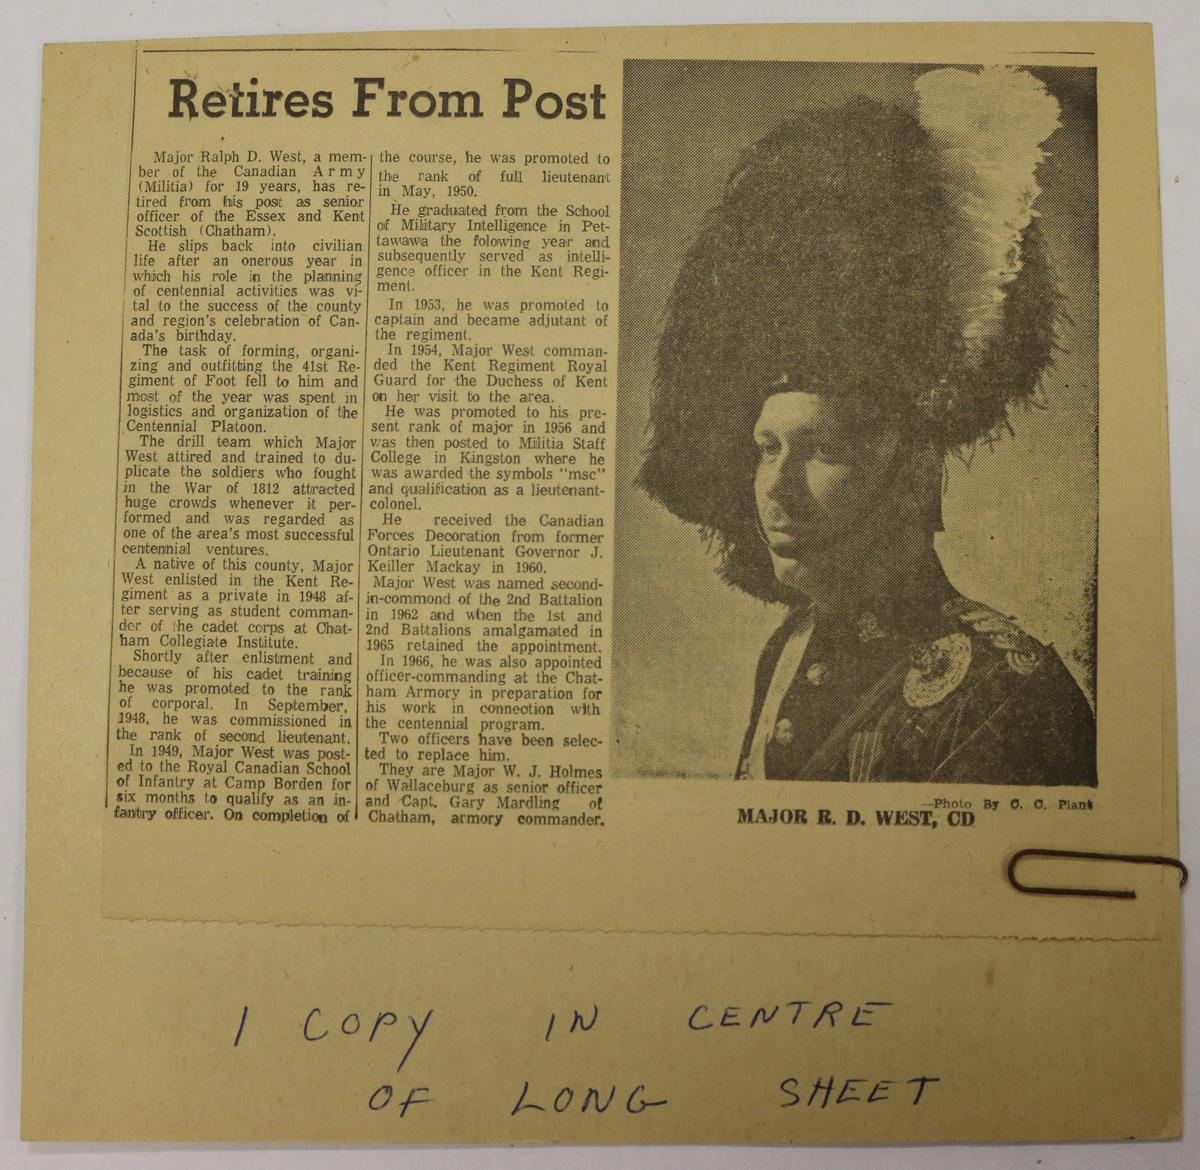 Retires From Post
Major Ralph D. West, a mem-
ber of the Canadian Army
(Militia) for 19 years, has re-
tired from his post as senior
officer of the Essex and Kent
Scottish (Chatham).
He slips back into civilian
life after an onerous year in
which his role in the planning
of centennial activities was vi-
tal to the success of the county
and region's celebration of Can-
ada's birthday.
The task of forming, organi-
zing and outfitting the 41st Re-
giment of Foot fell to him and
most of the year was spent in
logistics and organization of the
Centennial Platoon.
The drill team which Major
West attired and trained to du-
plicate the soldiers who fought
in the War of 1812 attracted
huge crowds whenever it per-
formed and was regarded as
one of the area's most successful
centennial ventures.
A native of this county, Major
West enlisted in the Kent Re-
giment as a private in 1948 af-
ter serving as student comman-
der of the cadet corps at Chat-
ham Collegiate Institute.
Shortly after enlistment and
because of his cadet training
he was promoted to the rank
of corporal. In September,
1948, he was commissioned in
the rank of second lieutenant.
In 1949, Major West was post-
ed to the Royal Canadian School
of Infantry at Camp Borden for
six months to qualify as an in-
fantry officer. On completion of
the course, he was promoted to
the rank of full lieutenant
in May, 1950.
He graduated from the School
of Military Intelligence in Pet-
tawawa the folowing year and
subsequently served as intelli-
gence officer in the Kent Regi-
ment.
In 1953, he was promoted to
captain and became adjutant of
the regiment.
In 1954, Major West comman-
ded the Kent Regiment Royal
Guard for the Duchess of Kent
on her visit to the area.
He was promoted to his pre-
sent rank of major in 1956 and
was then posted to Militia Staff
College in Kingston where he
was awarded the symbols "msc"
and qualification as a lieutenant-
colonel.
He received the Canadian
Forces Decoration from former
Ontario Lieutenant Governor J.
Keiller Mackay in 1960.
Major West was named second-
in-commond of the 2nd Battalion
in 1962 and when the 1st and
2nd Battalions amalgamated in
1965 retained the appointment.
In 1966, he was also appointed
officer-commanding at the Chat-
ham Armory in preparation for
his work in connection with
the centennial program.
Two officers have been selec-
ted to replace him.
They are Major W. J. Holmes
of Wallaceburg as senior officer
and Capt. Gary Mardling of
Chatham, armory commander.
—Photo By O. C. Plant
MAJOR R. D. WEST, CD
1 COPY IN CENTRE
OF LONG SHEET